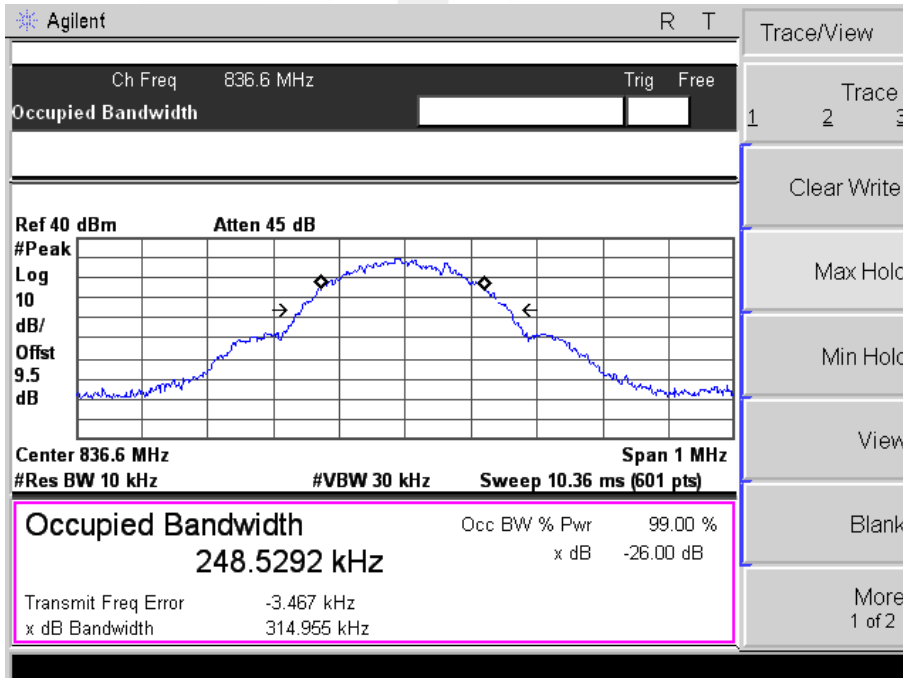 Agilent R T
Ch Freq 836.6 MHz Trig Free
Occupied Bandwidth
Ref 40 dBm Atten 45 dB
#Peak
Log
10
dB/
Offst
9.5
dB
Center 836.6 MHz Span 1 MHz
#Res BW 10 kHz #VBW 30 kHz Sweep 10.36 ms (601 pts)
Occupied Bandwidth Occ BW % Pwr 99.00 %
248.5292 kHz x dB -26.00 dB
Transmit Freq Error -3.467 kHz
x dB Bandwidth 314.955 kHz
Trace/View
Trace
1 2 3
Clear Write
Max Hold
Min Hold
View
Blank
More
1 of 2